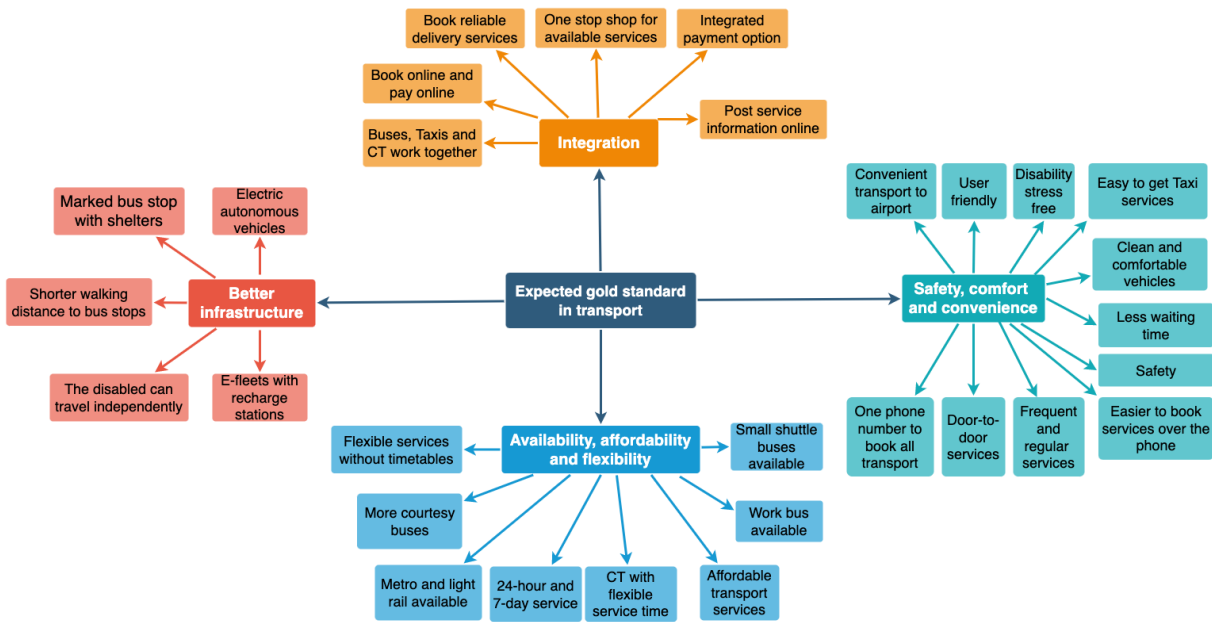 Book reliable
delivery services
One stop shop for
available services
Integrated
payment option
Book online and
pay online
Post service
information online
Buses, Taxis and
CT work together
Integration
Marked bus stop
with shelters
Electric
autonomous
vehicles
Shorter walking
distance to bus stops
Better
infrastructure
The disabled can
travel independently
E-fleets with
recharge
stations
Expected gold standard
in transport
Convenient
transport to
airport
User
friendly
Disability
stress
free
Easy to get Taxi
services
Clean and
comfortable
vehicles
Safety, comfort
and convenience
Less waiting
time
Safety
One phone
number to
book all
transport
Door-to-
door
services
Frequent
and
regular
services
Easier to book
services over the
phone
Flexible services
without timetables
Availability, affordability
and flexibility
Small shuttle
buses
available
More courtesy
buses
Work bus
available
Metro and light
rail available
24-hour and
7-day service
CT with
flexible
service time
Affordable
transport
services